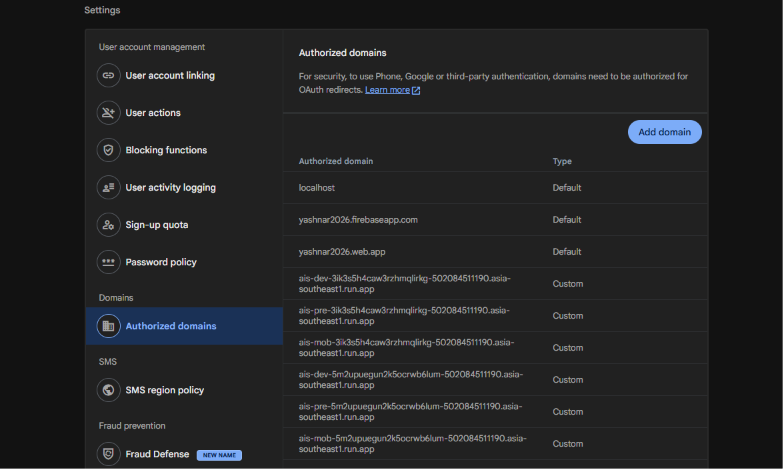 Settings
User account management
User account linking
User actions
Blocking functions
User activity logging
Sign-up quota
Password policy
Domains
Authorized domains
SMS
SMS region policy
Fraud prevention
Fraud Defense NEW NAME
Authorized domains
For security, to use Phone, Google or third-party authentication, domains need to be authorized for
OAuth redirects. Learn more
Add domain
Authorized domain Type
localhost Default
yashnar2026.firebaseapp.com Default
yashnar2026.web.app Default
ais-dev-3ik3s5h4caw3rzhmqlirkg-502084511190.asia-
southeast1.run.app Custom
ais-pre-3ik3s5h4caw3rzhmqlirkg-502084511190.asia-
southeast1.run.app Custom
ais-mob-3ik3s5h4caw3rzhmqlirkg-502084511190.asia-
southeast1.run.app Custom
ais-dev-5m2upuegun2k5ocrwb6lum-502084511190.asia-
southeast1.run.app Custom
ais-pre-5m2upuegun2k5ocrwb6lum-502084511190.asia-
southeast1.run.app Custom
ais-mob-5m2upuegun2k5ocrwb6lum-502084511190.asia-
southeast1.run.app Custom